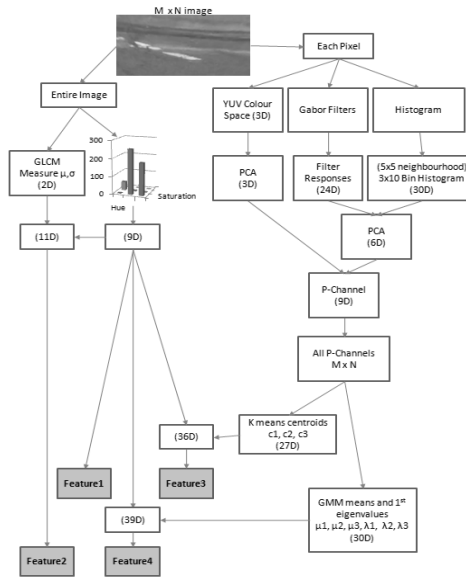 M x N image
Each Pixel
Entire Image
YUV Colour
Space (3D)
Gabor Filters
Histogram
300
200
100
0
Hue
Saturation
GLCM
Measure μ,σ
(2D)
PCA
(3D)
Filter
Responses
(24D)
(5x5 neighbourhood)
3x10 Bin Histogram
(30D)
(11D)
(9D)
PCA
(6D)
P-Channel
(9D)
All P-Channels
M x N
K means centroids
c1, c2, c3
(27D)
(36D)
Feature1
Feature3
GMM means and 1st
eigenvalues
μ1, μ2, μ3, λ1, λ2, λ3
(30D)
(39D)
Feature2
Feature4